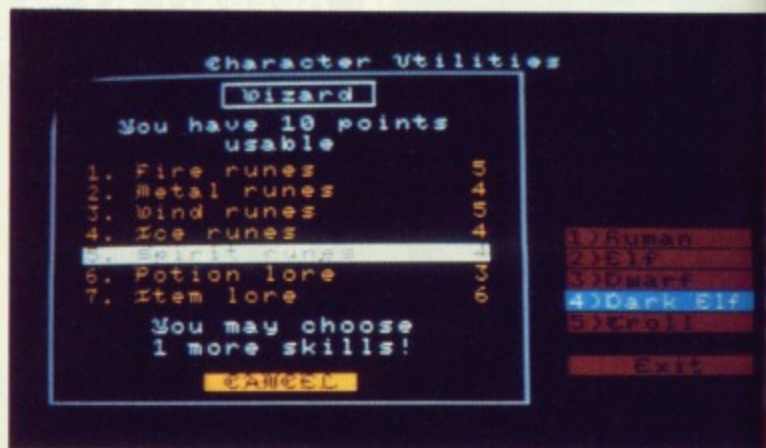 Character Utilities
Wizard
You have 10 points
usable
1. Fire runes 5
2. Metal runes 4
3. Wind runes 5
4. Ice runes 4
5. Spirit runes 4
6. Potion lore 3
7. Item lore 6
You may choose
1 more skills!
CANCEL
1)Human
2)Elf
3)Dwarf
4)Dark Elf
5)Troll
Exit